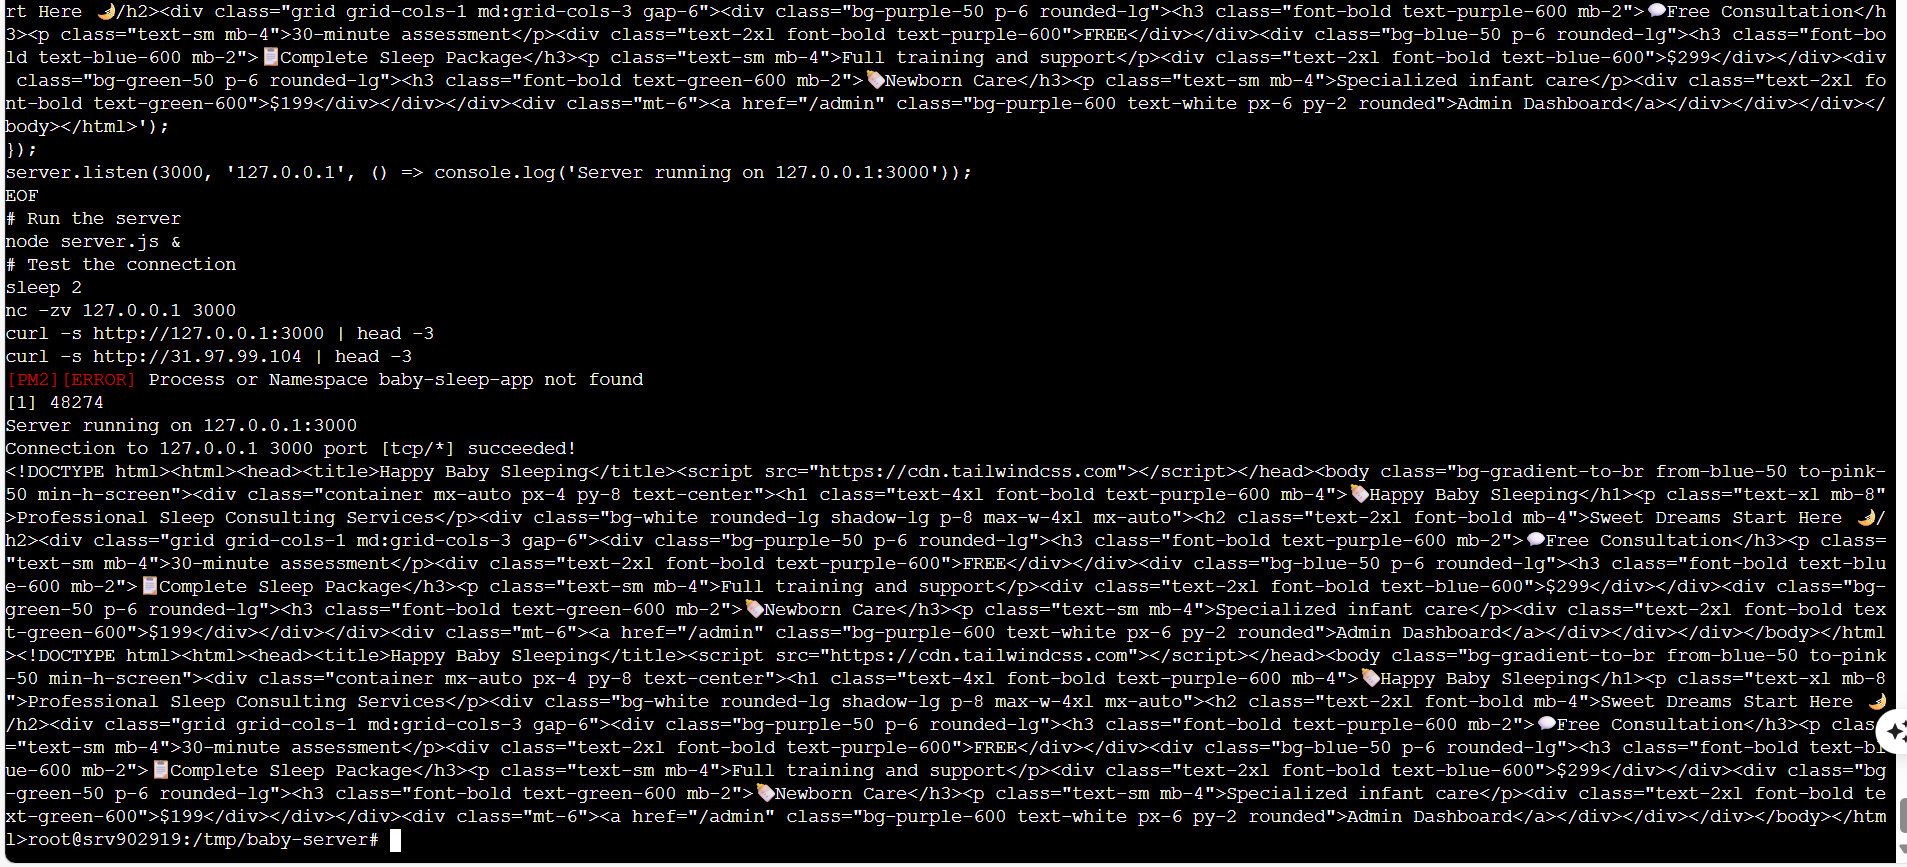 rt Here 🌛/h2><div class="grid grid-cols-1 md:grid-cols-3 gap-6"><div class="bg-purple-50 p-6 rounded-lg"><h3 class="font-bold text-purple-600 mb-2">💬Free Consultation</h
3><p class="text-sm mb-4">30-minute assessment</p><div class="text-2xl font-bold text-purple-600">FREE</div></div><div class="bg-blue-50 p-6 rounded-lg"><h3 class="font-bo
ld text-blue-600 mb-2">📋Complete Sleep Package</h3><p class="text-sm mb-4">Full training and support</p><div class="text-2xl font-bold text-blue-600">$299</div></div><div
 class="bg-green-50 p-6 rounded-lg"><h3 class="font-bold text-green-600 mb-2">🍼Newborn Care</h3><p class="text-sm mb-4">Specialized infant care</p><div class="text-2xl fo
nt-bold text-green-600">$199</div></div></div><div class="mt-6"><a href="/admin" class="bg-purple-600 text-white px-6 py-2 rounded">Admin Dashboard</a></div></div></div></
body></html>');
});
server.listen(3000, '127.0.0.1', () => console.log('Server running on 127.0.0.1:3000'));
EOF
# Run the server
node server.js &
# Test the connection
sleep 2
nc -zv 127.0.0.1 3000
curl -s http://127.0.0.1:3000 | head -3
curl -s http://31.97.99.104 | head -3
[PM2][ERROR] Process or Namespace baby-sleep-app not found
[1] 48274
Server running on 127.0.0.1:3000
Connection to 127.0.0.1 3000 port [tcp/*] succeeded!
<!DOCTYPE html><html><head><title>Happy Baby Sleeping</title><script src="https://cdn.tailwindcss.com"></script></head><body class="bg-gradient-to-br from-blue-50 to-pink-
50 min-h-screen"><div class="container mx-auto px-4 py-8 text-center"><h1 class="text-4xl font-bold text-purple-600 mb-4">🍼Happy Baby Sleeping</h1><p class="text-xl mb-8"
>Professional Sleep Consulting Services</p><div class="bg-white rounded-lg shadow-lg p-8 max-w-4xl mx-auto"><h2 class="text-2xl font-bold mb-4">Sweet Dreams Start Here 🌛/
h2><div class="grid grid-cols-1 md:grid-cols-3 gap-6"><div class="bg-purple-50 p-6 rounded-lg"><h3 class="font-bold text-purple-600 mb-2">💬Free Consultation</h3><p class=
"text-sm mb-4">30-minute assessment</p><div class="text-2xl font-bold text-purple-600">FREE</div></div><div class="bg-blue-50 p-6 rounded-lg"><h3 class="font-bold text-blu
e-600 mb-2">📋Complete Sleep Package</h3><p class="text-sm mb-4">Full training and support</p><div class="text-2xl font-bold text-blue-600">$299</div></div><div class="bg-
green-50 p-6 rounded-lg"><h3 class="font-bold text-green-600 mb-2">🍼Newborn Care</h3><p class="text-sm mb-4">Specialized infant care</p><div class="text-2xl font-bold tex
t-green-600">$199</div></div></div><div class="mt-6"><a href="/admin" class="bg-purple-600 text-white px-6 py-2 rounded">Admin Dashboard</a></div></div></div></body></html
><!DOCTYPE html><html><head><title>Happy Baby Sleeping</title><script src="https://cdn.tailwindcss.com"></script></head><body class="bg-gradient-to-br from-blue-50 to-pink
-50 min-h-screen"><div class="container mx-auto px-4 py-8 text-center"><h1 class="text-4xl font-bold text-purple-600 mb-4">🍼Happy Baby Sleeping</h1><p class="text-xl mb-8
">Professional Sleep Consulting Services</p><div class="bg-white rounded-lg shadow-lg p-8 max-w-4xl mx-auto"><h2 class="text-2xl font-bold mb-4">Sweet Dreams Start Here 🌛
/h2><div class="grid grid-cols-1 md:grid-cols-3 gap-6"><div class="bg-purple-50 p-6 rounded-lg"><h3 class="font-bold text-purple-600 mb-2">💬Free Consultation</h3><p clas
="text-sm mb-4">30-minute assessment</p><div class="text-2xl font-bold text-purple-600">FREE</div></div><div class="bg-blue-50 p-6 rounded-lg"><h3 class="font-bold text-bl
ue-600 mb-2">📋Complete Sleep Package</h3><p class="text-sm mb-4">Full training and support</p><div class="text-2xl font-bold text-blue-600">$299</div></div><div class="bg
-green-50 p-6 rounded-lg"><h3 class="font-bold text-green-600 mb-2">🍼Newborn Care</h3><p class="text-sm mb-4">Specialized infant care</p><div class="text-2xl font-bold te
xt-green-600">$199</div></div></div><div class="mt-6"><a href="/admin" class="bg-purple-600 text-white px-6 py-2 rounded">Admin Dashboard</a></div></div></div></body></htm
l>root@srv902919:/tmp/baby-server#